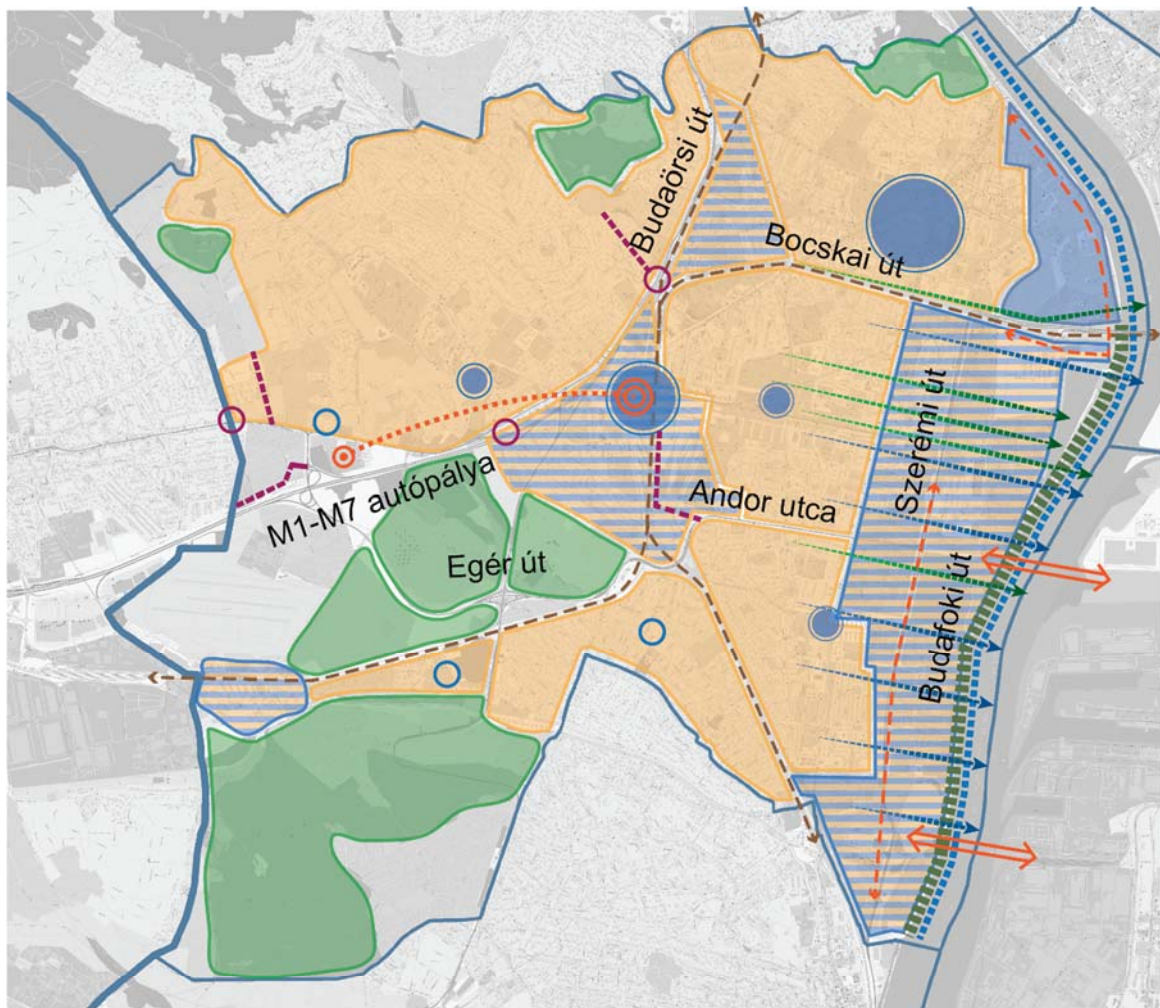 Budaörsi út
Bocskai út
Szerémi út
M1-M7 autópálya
Andor utca
Egér út
Budafoki út